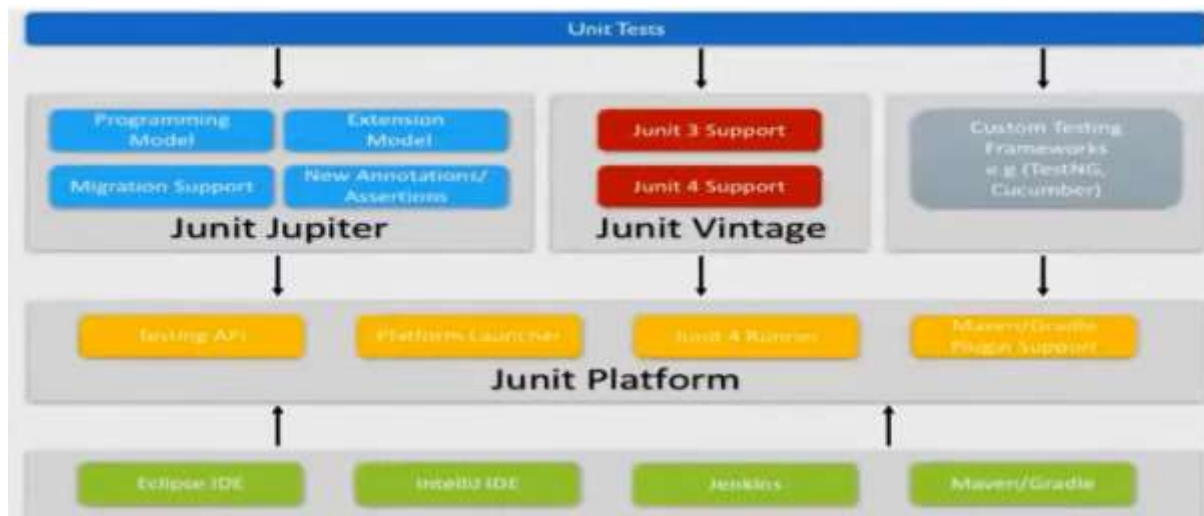 Unit Tests
Programming
Model
Extension
Model
Migration Support
New Annotations/
Assertions
Junit Jupiter
Junit 3 Support
Junit 4 Support
Junit Vintage
Custom Testing
Frameworks
e.g (TestNG,
Cucumber)
Testing API
Platform Launcher
Junit 4 Runner
Maven/Gradle
Plugin Support
Junit Platform
Eclipse IDE
IntelliJ IDE
Jenkins
Maven/Gradle